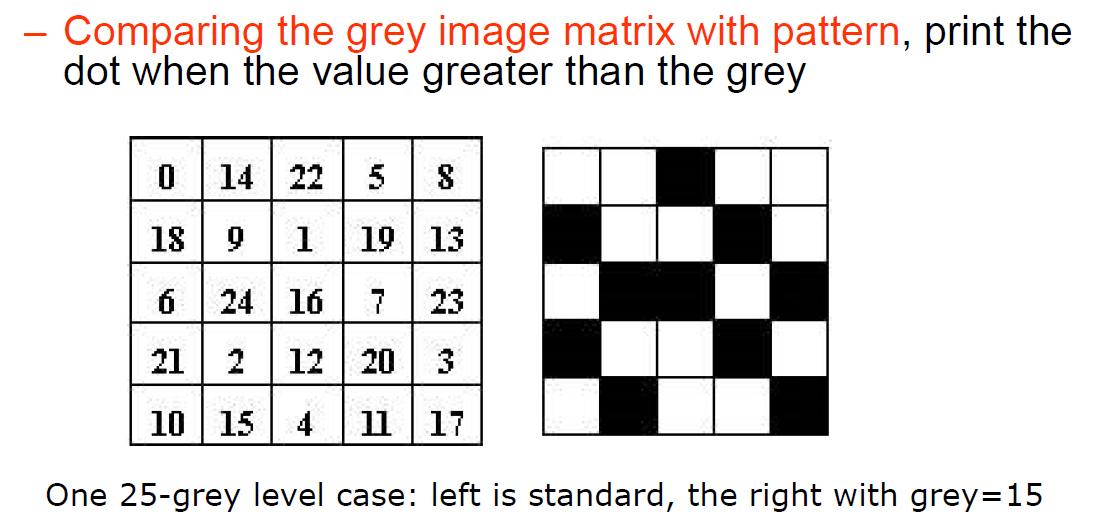 – Comparing the grey image matrix with pattern, print the
dot when the value greater than the grey
0 14 22 5 8
18 9 1 19 13
6 24 16 7 23
21 2 12 20 3
10 15 4 11 17
One 25-grey level case: left is standard, the right with grey=15